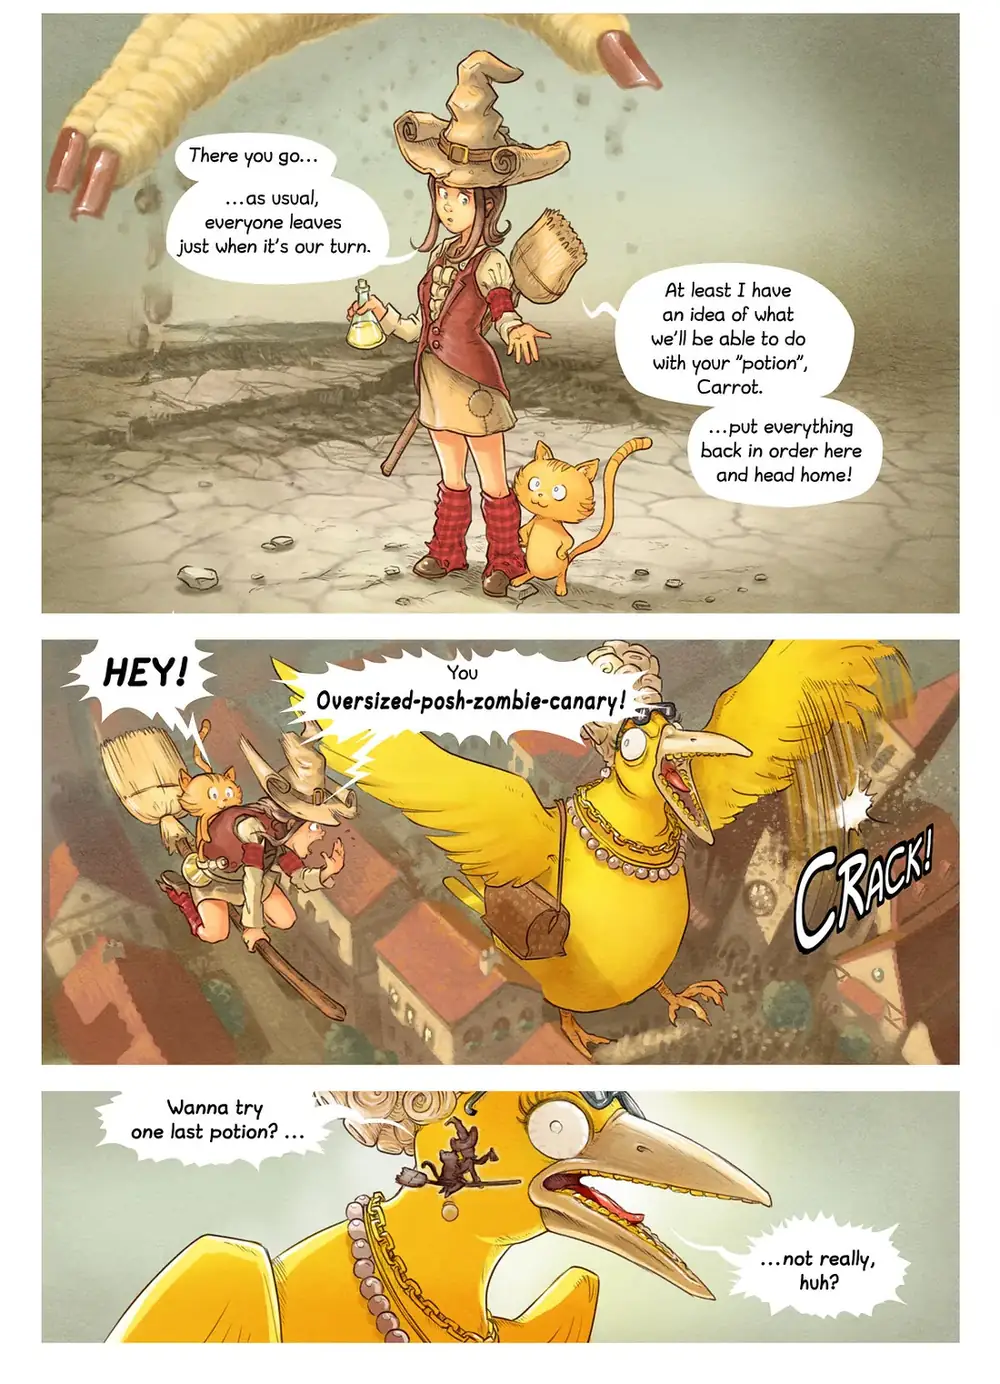 There you go...
...as usual,
everyone leaves
just when it's our turn.
At least I have
an idea of what
we'll be able to do
with your "potion",
Carrot.
...put everything
back in order here
and head home!
HEY!
You
Oversized-posh-zombie-canary!
CRACK!
Wanna try
one last potion? ...
...not really,
huh?